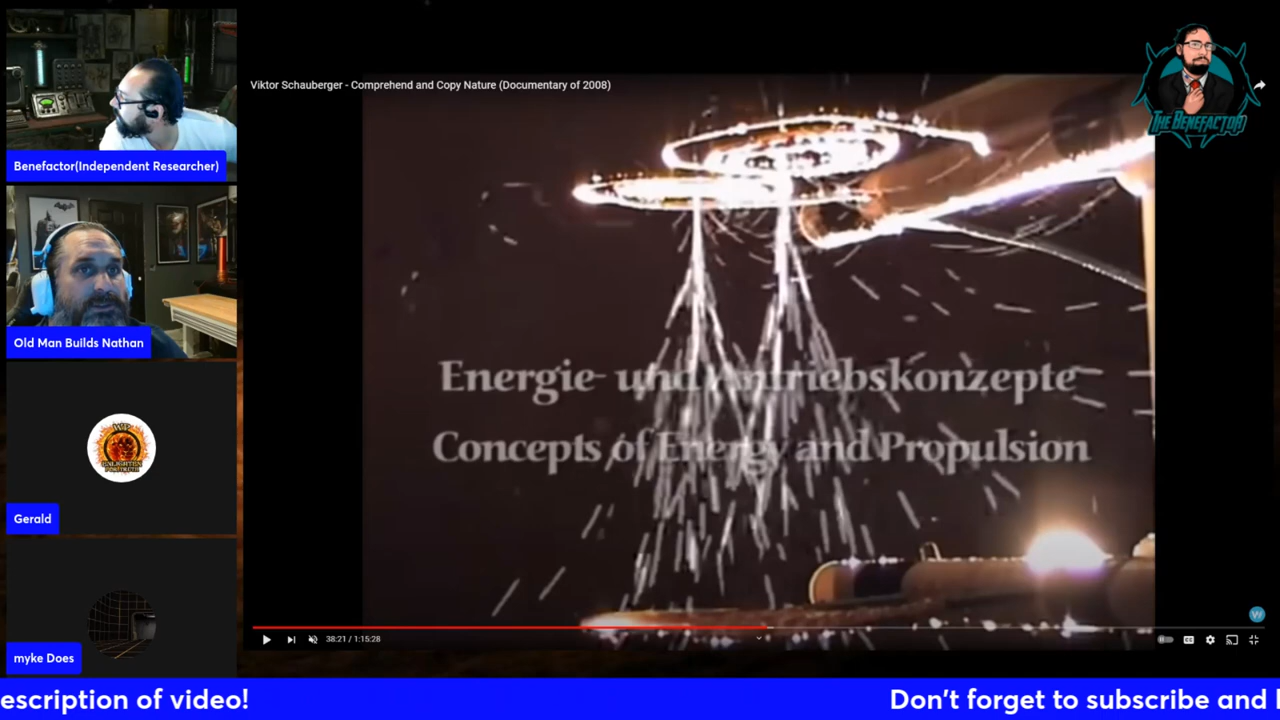 Viktor Schauberger - Comprehend and Copy Nature (Documentary of 2008)
THE BENEFACTOR
Benefactor(Independent Researcher)
Old Man Builds Nathan
Energie- und Antriebskonzepte
Concepts of Energy and Propulsion
Gerald
myke Does
38:21 / 1:15:28
escription of video!
Don't forget to subscribe and